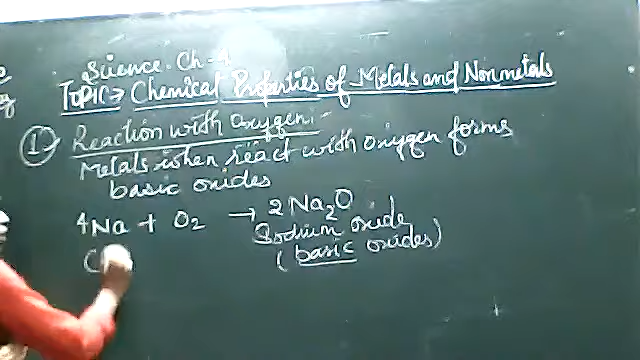 Science Ch-4
Topic → Chemical Properties of Metals and Nonmetals
① Reaction with oxygen :-
Metals when react with oxygen forms
basic oxides
4Na + O2 → 2Na2O
Sodium oxide
(basic oxides)
(